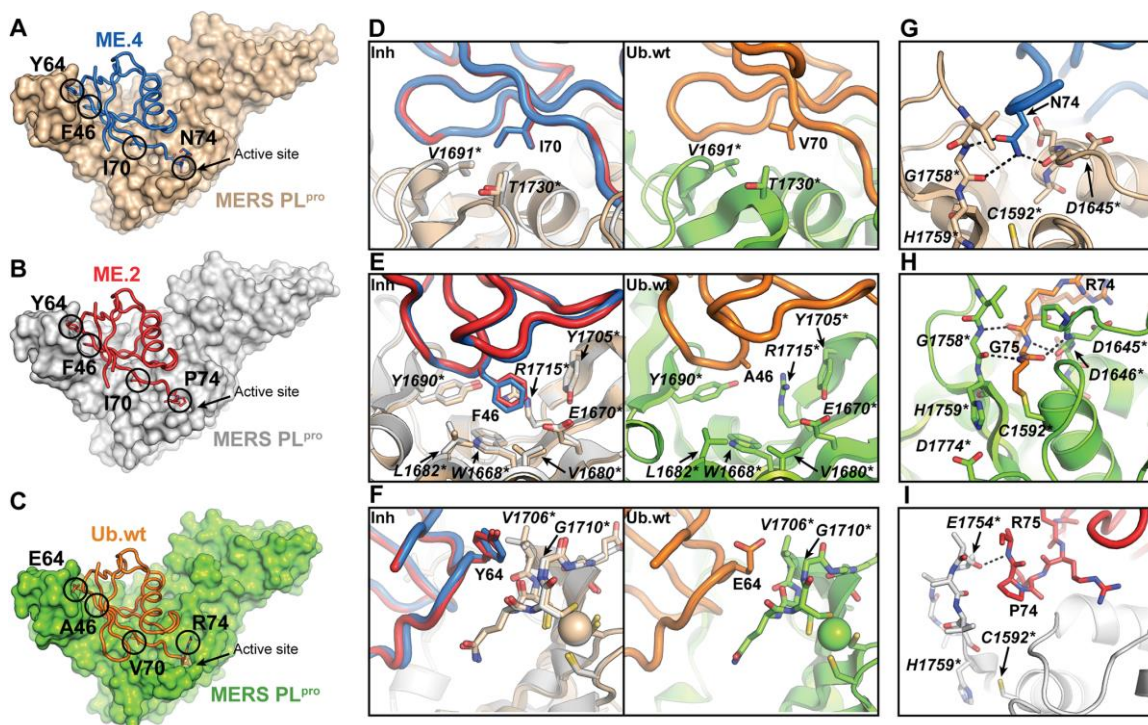 A
ME.4
Y64
F46
N74
I70
Active site
MERS PLpro
B
ME.2
Y64
F46
P74
I70
Active site
MERS PLpro
C
Ub.wt
E64
A46
R74
V70
Active site
MERS PLpro
D
Inh
I70
V1691*
T1730*
Ub.wt
V70
V1691*
T1730*
E
Inh
Y1705*
R1715*
Y1690*
F46
E1670*
L1682*
W1668*
V1680*
Ub.wt
Y1705*
A46
R1715*
Y1690*
E1670*
L1682*
W1668*
V1680*
F
Inh
V1706*
G1710*
Y64
Ub.wt
V1706*
G1710*
E64
G
N74
G1758*
C1592*
D1645*
H1759*
H
R74
G1758*
G75
D1645*
D1646*
H1759*
C1592*
D1774*
I
E1754*
R75
P74
C1592*
H1759*